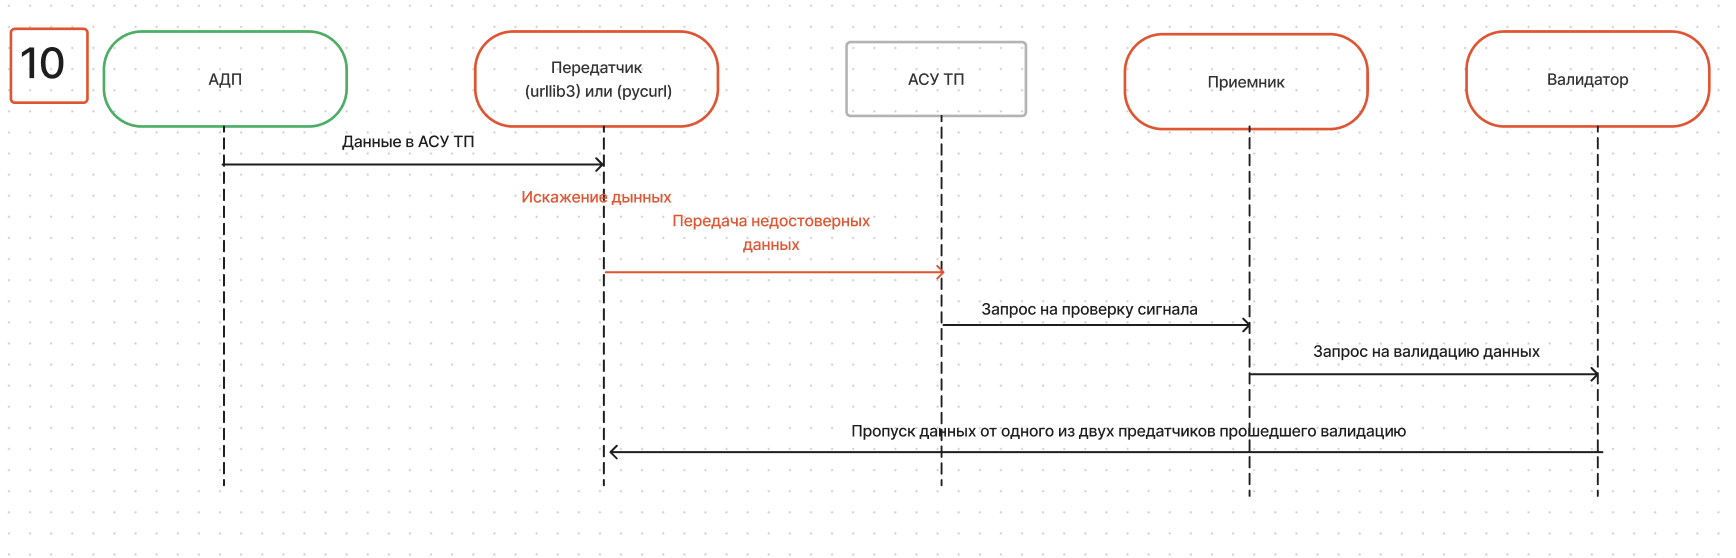 10
АДП
Передатчик
(urllib3) или (pycurl)
АСУ ТП
Приемник
Валидатор
Данные в АСУ ТП
Искажение дынных
Передача недостоверных
данных
Запрос на проверку сигнала
Запрос на валидацию данных
Пропуск данных от одного из двух предатчиков прошедшего валидацию